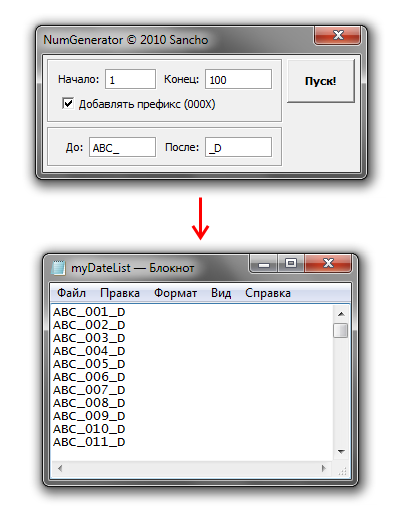 NumGenerator © 2010 Sancho
Начало: 1 Конец: 100 Пуск!
Добавлять префикс (000X)
До: ABC_ После: _D
myDateList — Блокнот
Файл Правка Формат Вид Справка
ABC_001_D
ABC_002_D
ABC_003_D
ABC_004_D
ABC_005_D
ABC_006_D
ABC_007_D
ABC_008_D
ABC_009_D
ABC_010_D
ABC_011_D